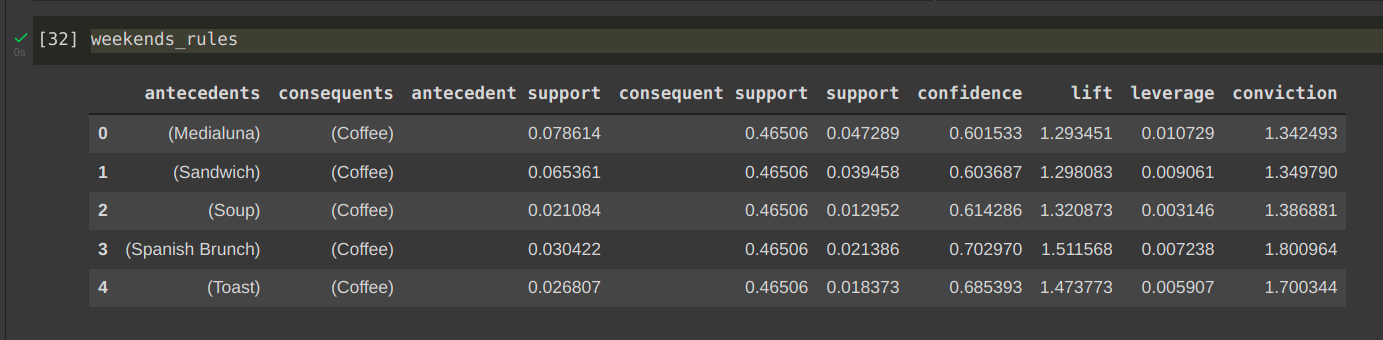 [32] weekends_rules
0s
antecedents consequents antecedent support consequent support support confidence lift leverage conviction
0 (Medialuna) (Coffee) 0.078614 0.46506 0.047289 0.601533 1.293451 0.010729 1.342493
1 (Sandwich) (Coffee) 0.065361 0.46506 0.039458 0.603687 1.298083 0.009061 1.349790
2 (Soup) (Coffee) 0.021084 0.46506 0.012952 0.614286 1.320873 0.003146 1.386881
3 (Spanish Brunch) (Coffee) 0.030422 0.46506 0.021386 0.702970 1.511568 0.007238 1.800964
4 (Toast) (Coffee) 0.026807 0.46506 0.018373 0.685393 1.473773 0.005907 1.700344